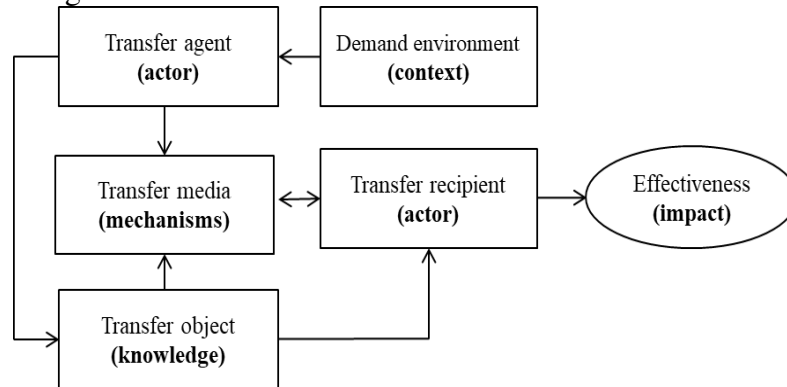 Transfer agent
(actor)
Demand environment
(context)
Transfer media
(mechanisms)
Transfer recipient
(actor)
Effectiveness
(impact)
Transfer object
(knowledge)